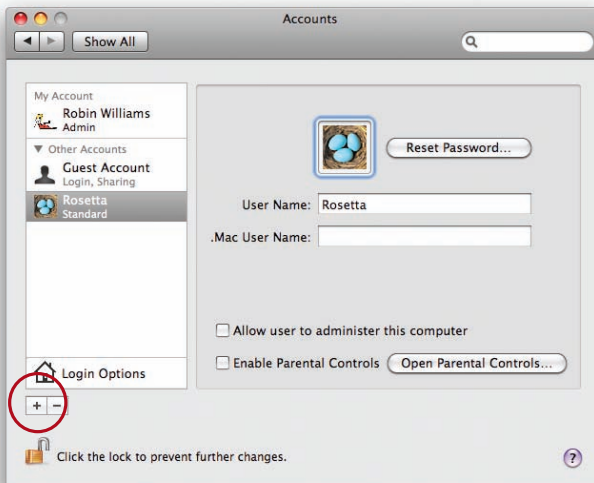 Accounts
Show All
My Account
Robin Williams
Admin
Other Accounts
Guest Account
Login, Sharing
Rosetta
Standard
Login Options
+ −
Reset Password...
User Name: Rosetta
.Mac User Name:
Allow user to administer this computer
Enable Parental Controls Open Parental Controls...
Click the lock to prevent further changes.
?